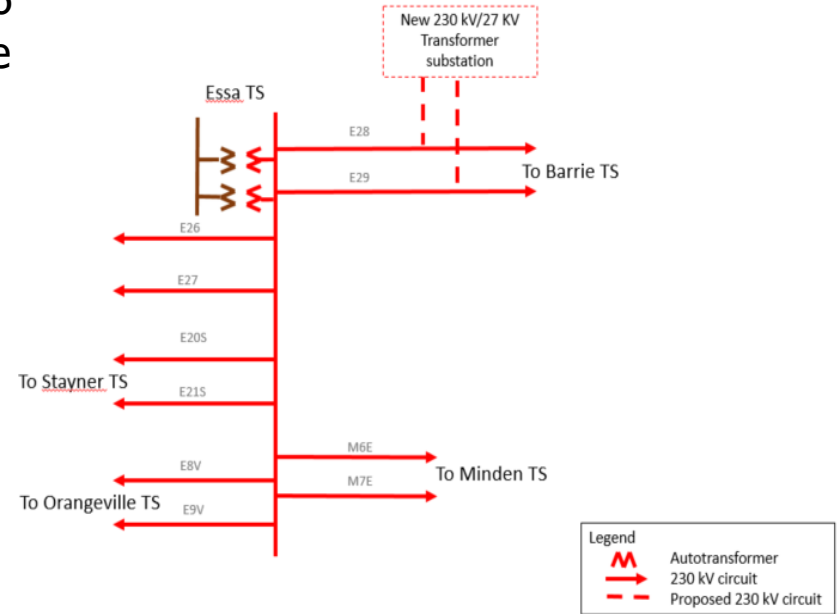 e
New 230 kV/27 KV
Transformer
substation
Essa TS
E28
To Barrie TS
E29
E26
E27
E20S
To Stayner TS
E21S
M6E
E8V
To Minden TS
M7E
To Orangeville TS
E9V
Legend
Autotransformer
230 kV circuit
Proposed 230 kV circuit